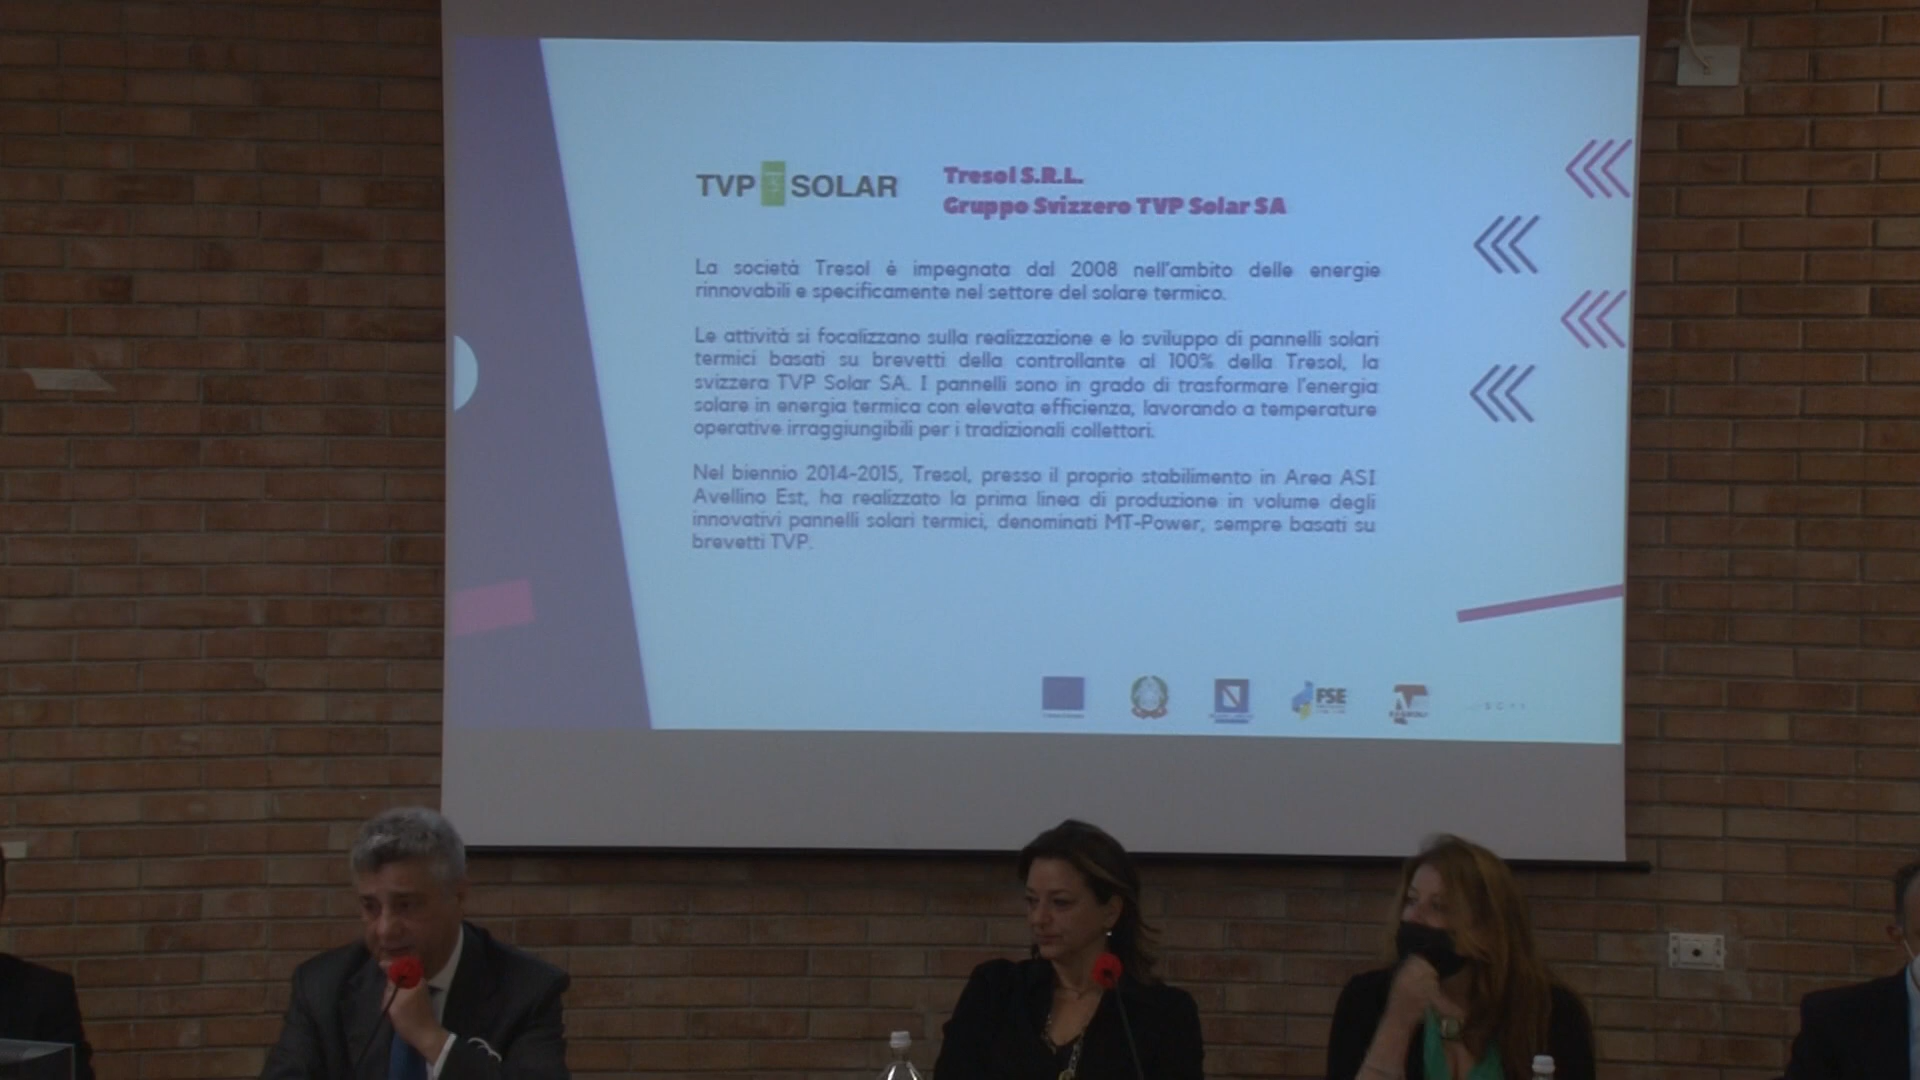 TVP SOLAR
Tresol S.R.L.
Gruppo Svizzero TVP Solar SA
La società Tresol è impegnata dal 2008 nell'ambito delle energie
rinnovabili e specificamente nel settore del solare termico.
Le attività si focalizzano sulla realizzazione e lo sviluppo di pannelli solari
termici basati su brevetti della controllante al 100% della Tresol, la
svizzera TVP Solar SA. I pannelli sono in grado di trasformare l'energia
solare in energia termica con elevata efficienza, lavorando a temperature
operative irraggiungibili per i tradizionali collettori.
Nel biennio 2014-2015, Tresol, presso il proprio stabilimento in Area ASI
Avellino Est, ha realizzato la prima linea di produzione in volume degli
innovativi pannelli solari termici, denominati MT-Power, sempre basati su
brevetti TVP.
FSE